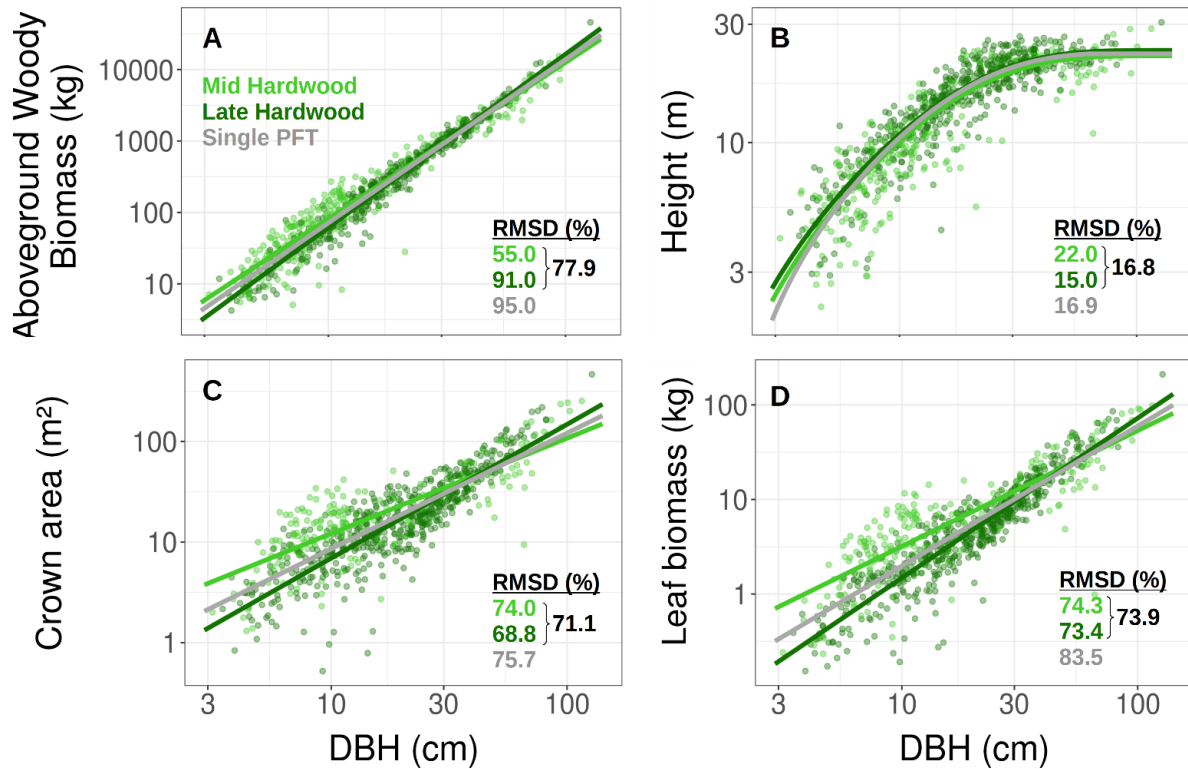 Aboveground Woody
Biomass (kg)
A
Mid Hardwood
Late Hardwood
Single PFT
10000
1000
100
10
RMSD (%)
55.0
91.0
77.9
95.0
Height (m)
B
30
10
3
RMSD (%)
22.0
15.0
16.8
16.9
Crown area (m²)
C
100
10
1
RMSD (%)
74.0
68.8
71.1
75.7
3 10 30 100
DBH (cm)
Leaf biomass (kg)
D
100
10
1
RMSD (%)
74.3
73.4
73.9
83.5
3 10 30 100
DBH (cm)